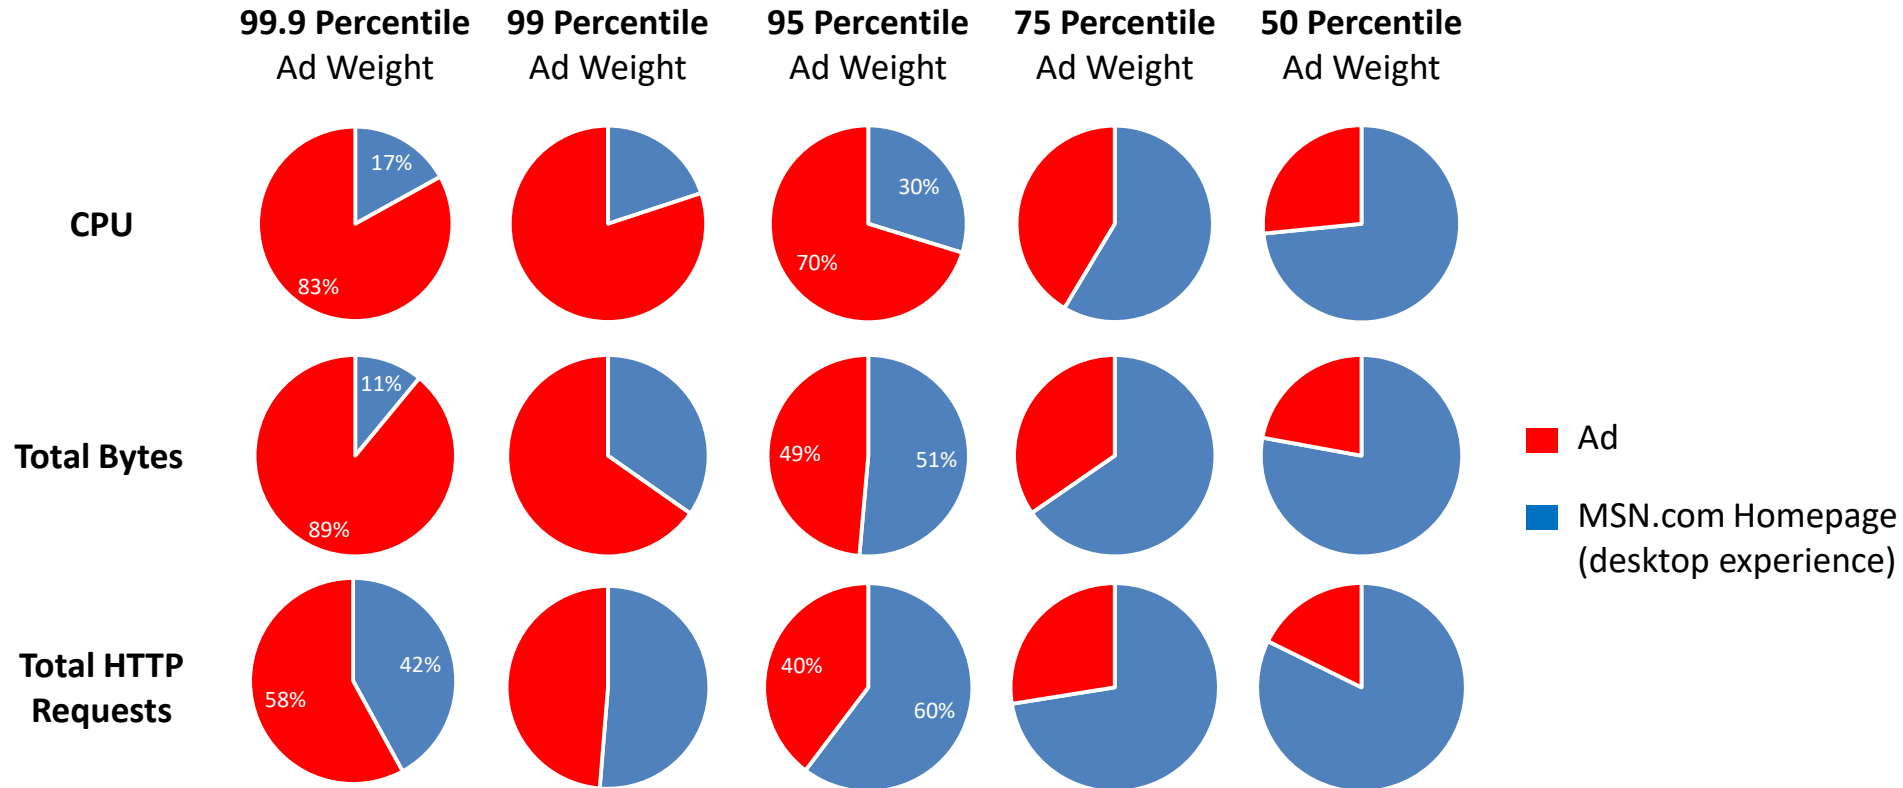 99.9 Percentile
Ad Weight
99 Percentile
Ad Weight
95 Percentile
Ad Weight
75 Percentile
Ad Weight
50 Percentile
Ad Weight
CPU
17%
83%
30%
70%
Total Bytes
11%
89%
49%
51%
Total HTTP
Requests
42%
58%
40%
60%
Ad
MSN.com Homepage
(desktop experience)